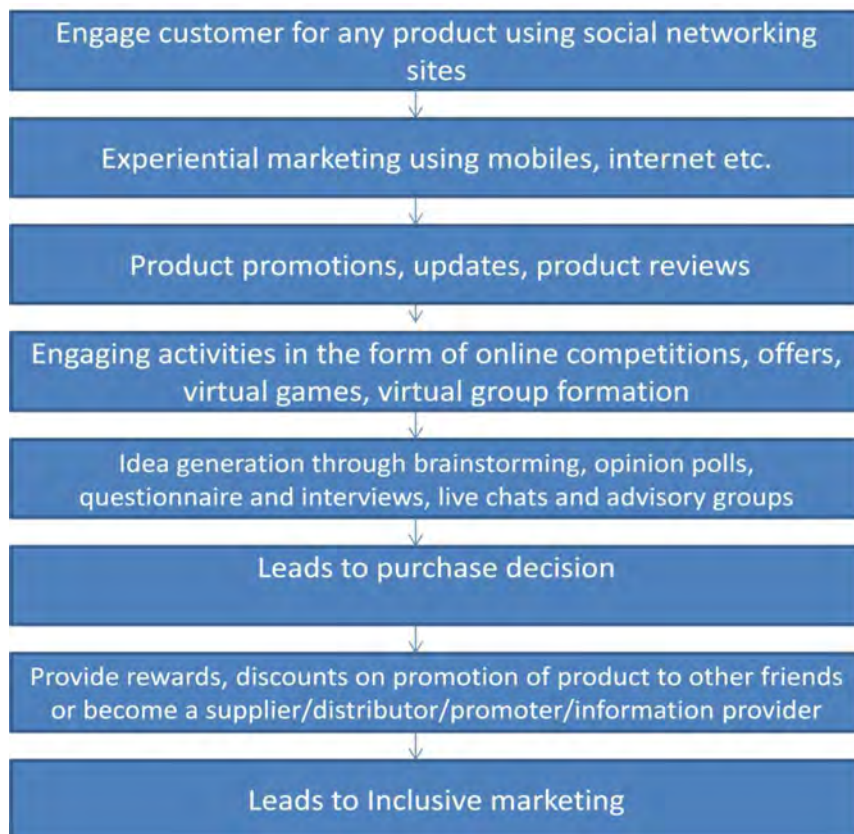 Engage customer for any product using social networking
sites
Experiential marketing using mobiles, internet etc.
Product promotions, updates, product reviews
Engaging activities in the form of online competitions, offers,
virtual games, virtual group formation
Idea generation through brainstorming, opinion polls,
questionnaire and interviews, live chats and advisory groups
Leads to purchase decision
Provide rewards, discounts on promotion of product to other friends
or become a supplier/distributor/promoter/information provider
Leads to Inclusive marketing